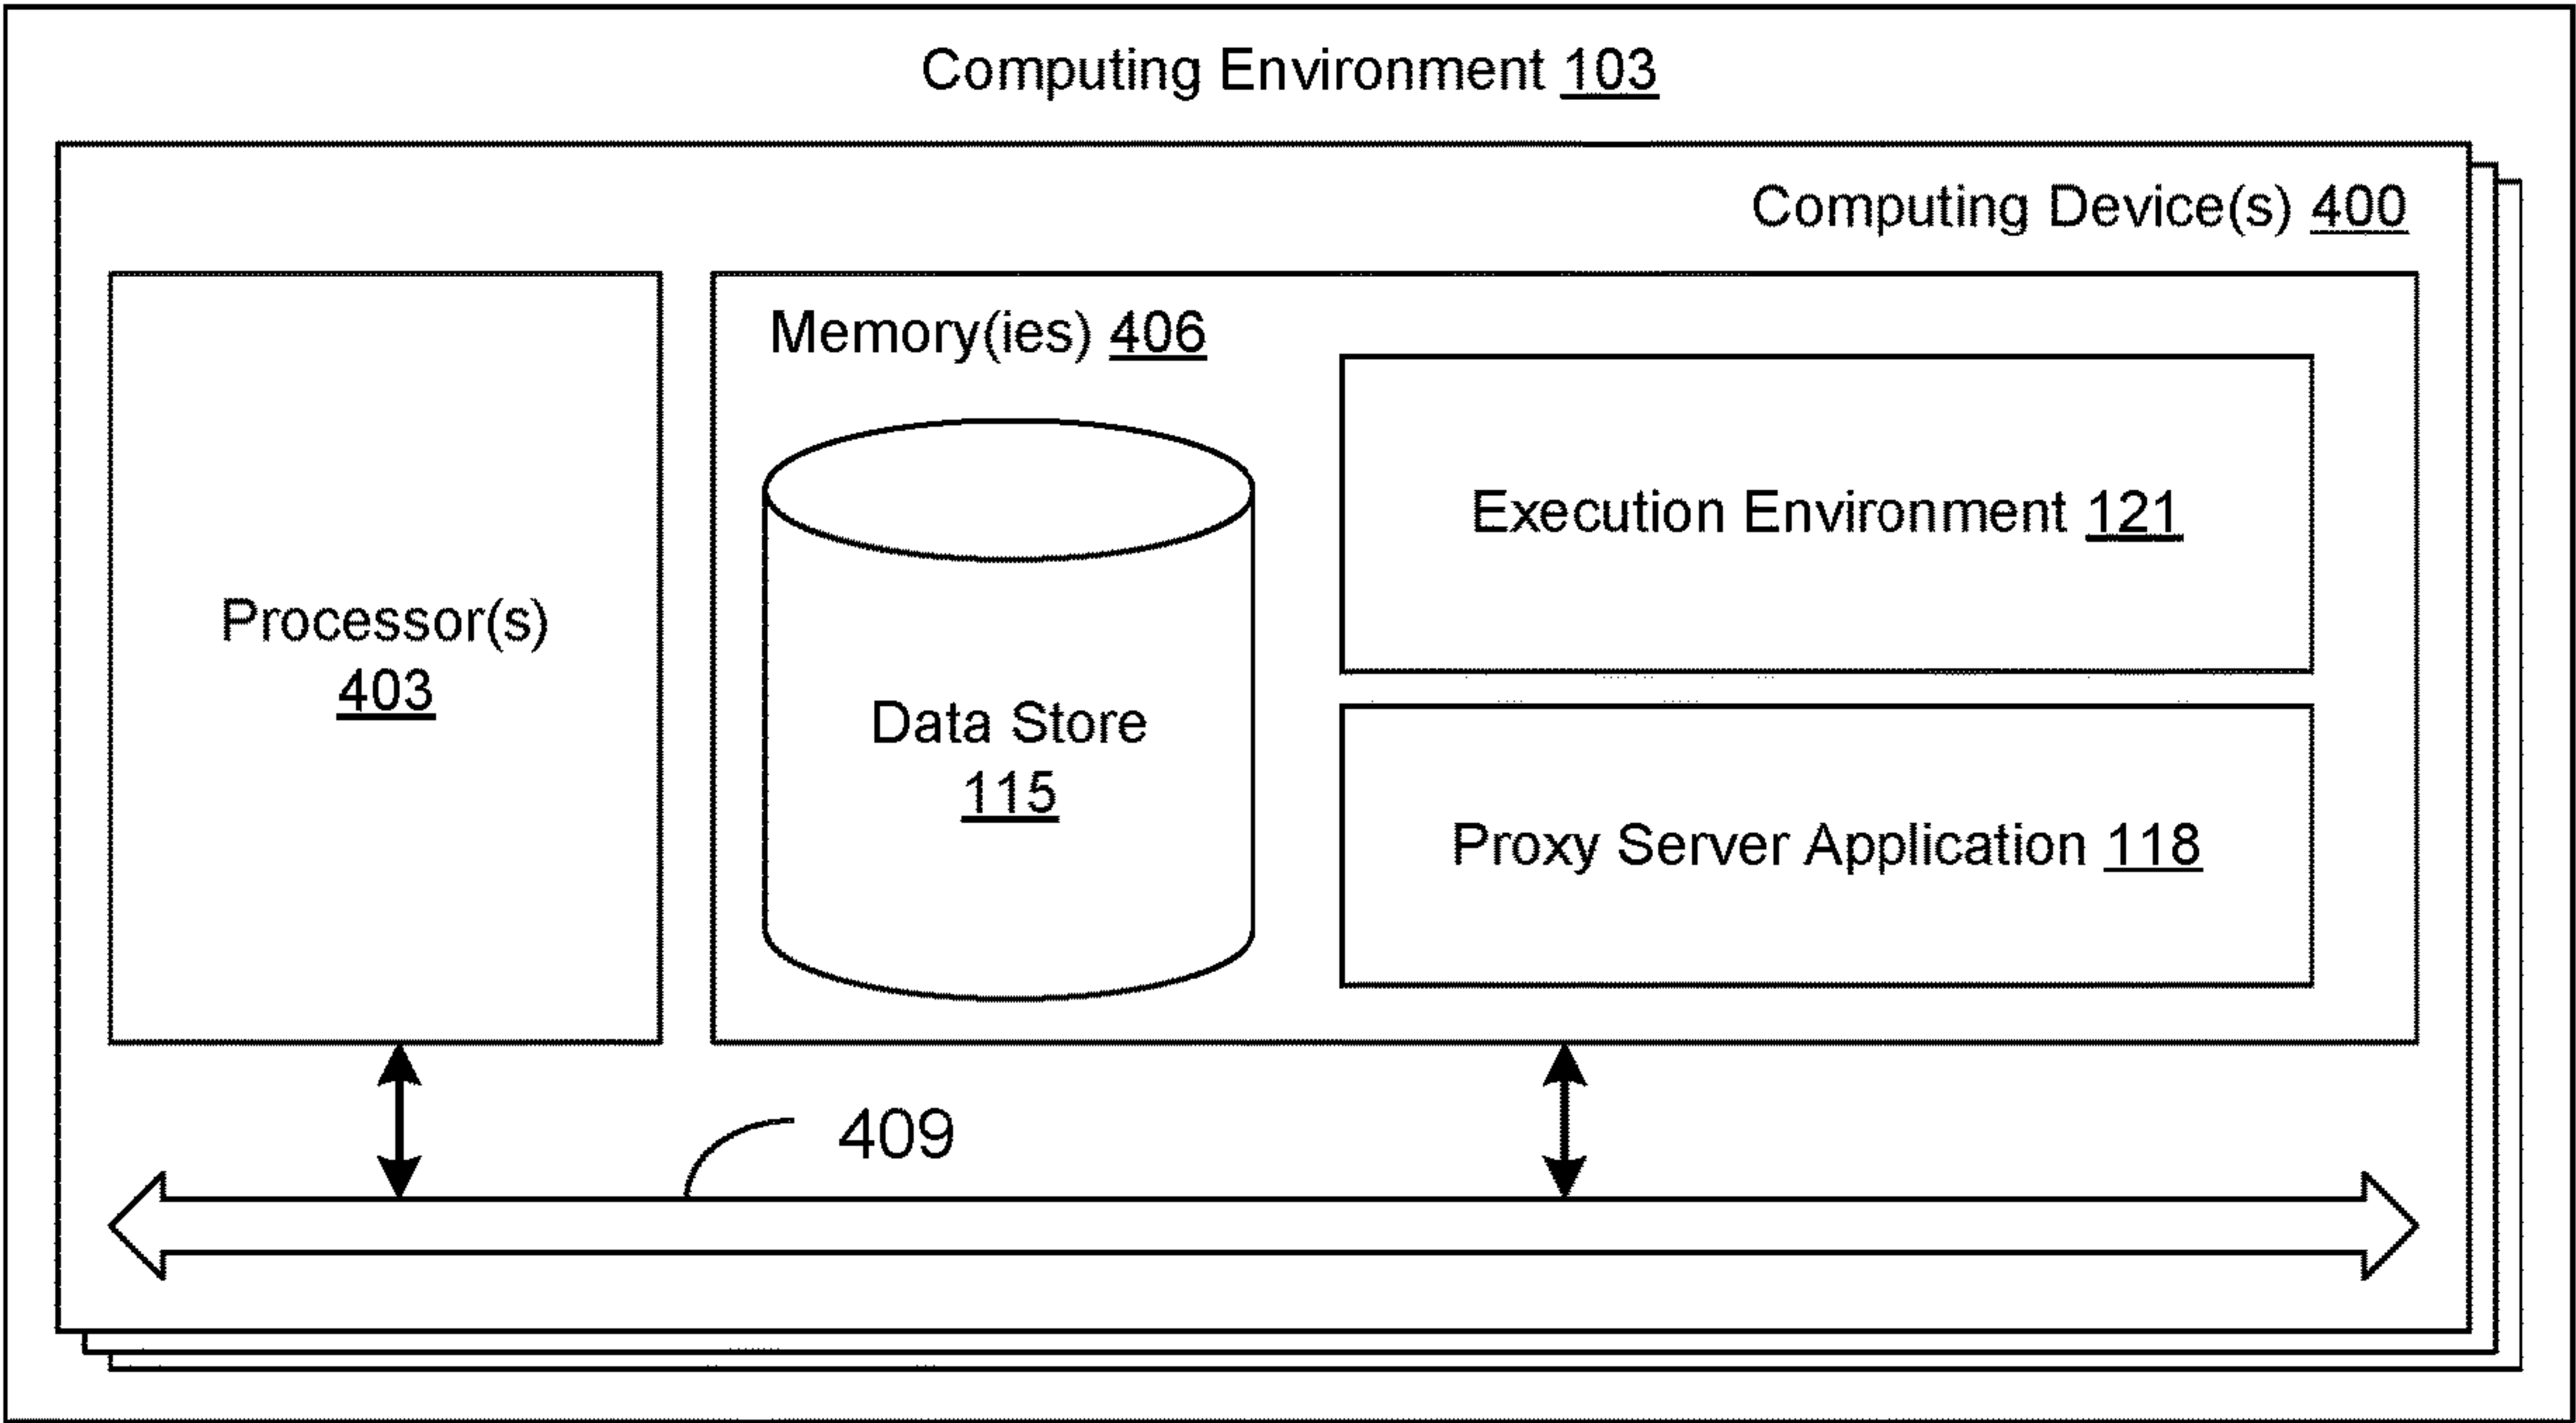 Computing Environment 103
Computing Device(s) 400
Memory(ies) 406
Execution Environment 121
Processor(s)
403
Data Store
115
Proxy Server Application 118
409